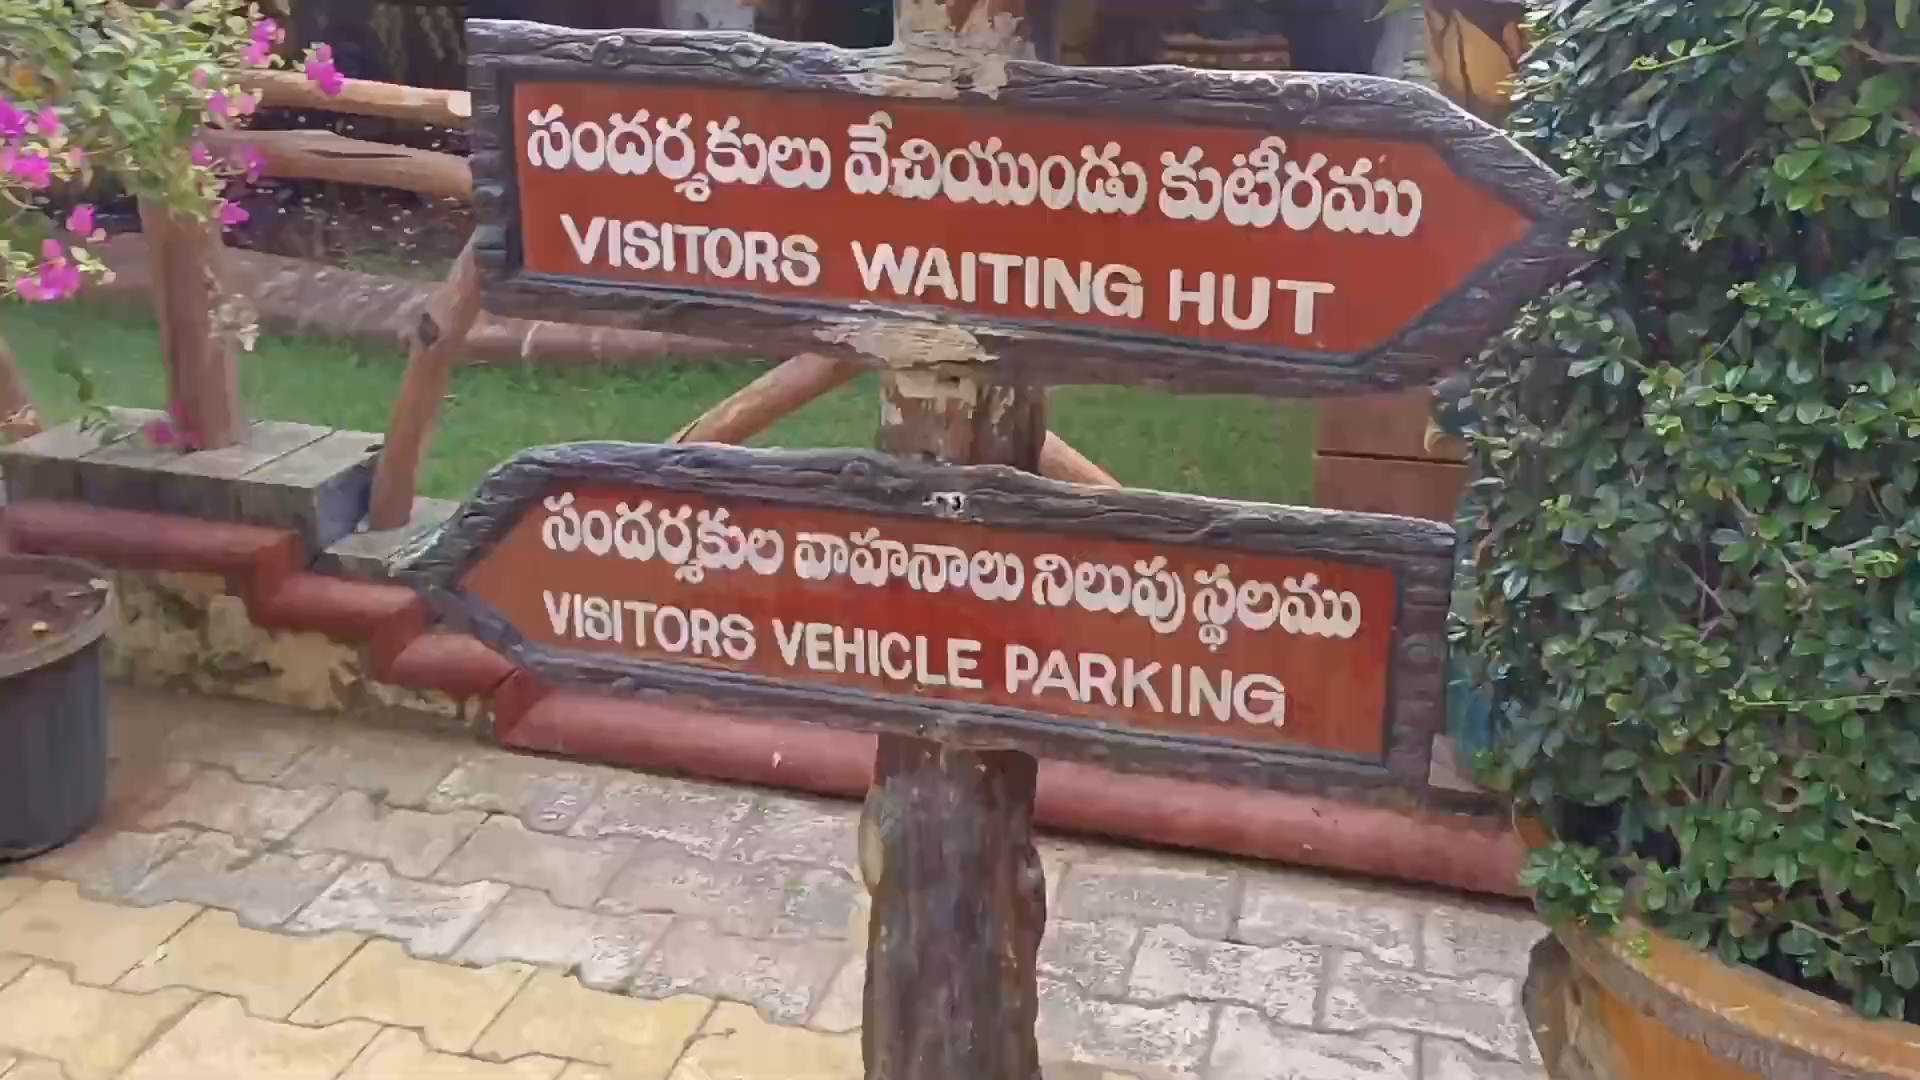 సందర్శకులు వేచియుండు కుటీరము
VISITORS WAITING HUT
సందర్శకుల వాహనాలు నిలుపు స్థలము
VISITORS VEHICLE PARKING